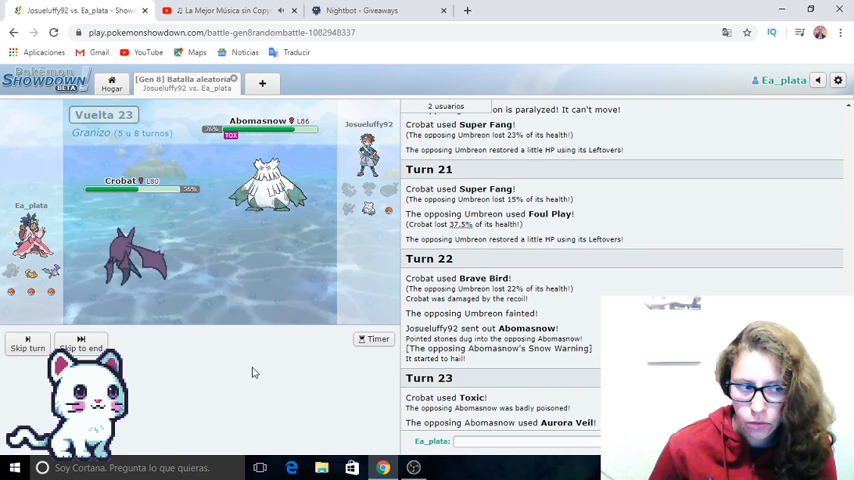 Josueluffy92 vs. Ea_plata - Show
La Mejor Música sin Copy
Nightbot - Giveaways
play.pokemonshowdown.com/battle-gen8randombattle-1082948337
Aplicaciones
Gmail
YouTube
Maps
Noticias
Traducir
Pokémon
SHOWDOWN
BETA
Hogar
[Gen 8] Batalla aleatoria
Josueluffy92 vs. Ea_plata
Ea_plata
Vuelta 23
Granizo (5 u 8 turnos)
Abomasnow L86
76%
TOX
Crobat L80
56%
Josueluffy92
Ea_plata
2 usuarios
is paralyzed! It can't move!
Crobat used Super Fang!
(The opposing Umbreon lost 23% of its health!)
The opposing Umbreon restored a little HP using its Leftovers!
Turn 21
Crobat used Super Fang!
(The opposing Umbreon lost 15% of its health!)
The opposing Umbreon used Foul Play!
(Crobat lost 37.5% of its health!)
The opposing Umbreon restored a little HP using its Leftovers!
Turn 22
Crobat used Brave Bird!
(The opposing Umbreon lost 22% of its health!)
Crobat was damaged by the recoil!
The opposing Umbreon fainted!
Josueluffy92 sent out Abomasnow!
Pointed stones dug into the opposing Abomasnow!
[The opposing Abomasnow's Snow Warning]
It started to hail!
Turn 23
Crobat used Toxic!
The opposing Abomasnow was badly poisoned!
The opposing Abomasnow used Aurora Veil!
Ea_plata:
Skip turn
Skip to end
Timer
Soy Cortana. Pregunta lo que quieras.